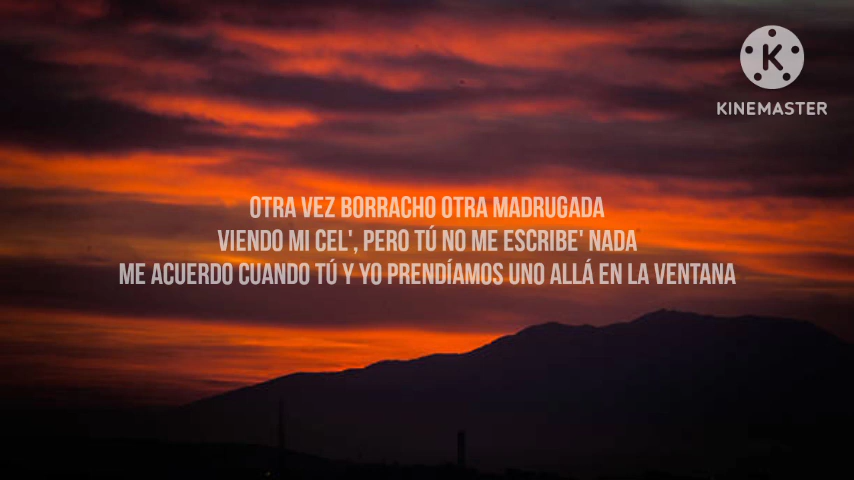 KINEMASTER
OTRA VEZ BORRACHO OTRA MADRUGADA
VIENDO MI CEL', PERO TÚ NO ME ESCRIBE' NADA
ME ACUERDO CUANDO TÚ Y YO PRENDÍAMOS UNO ALLÁ EN LA VENTANA